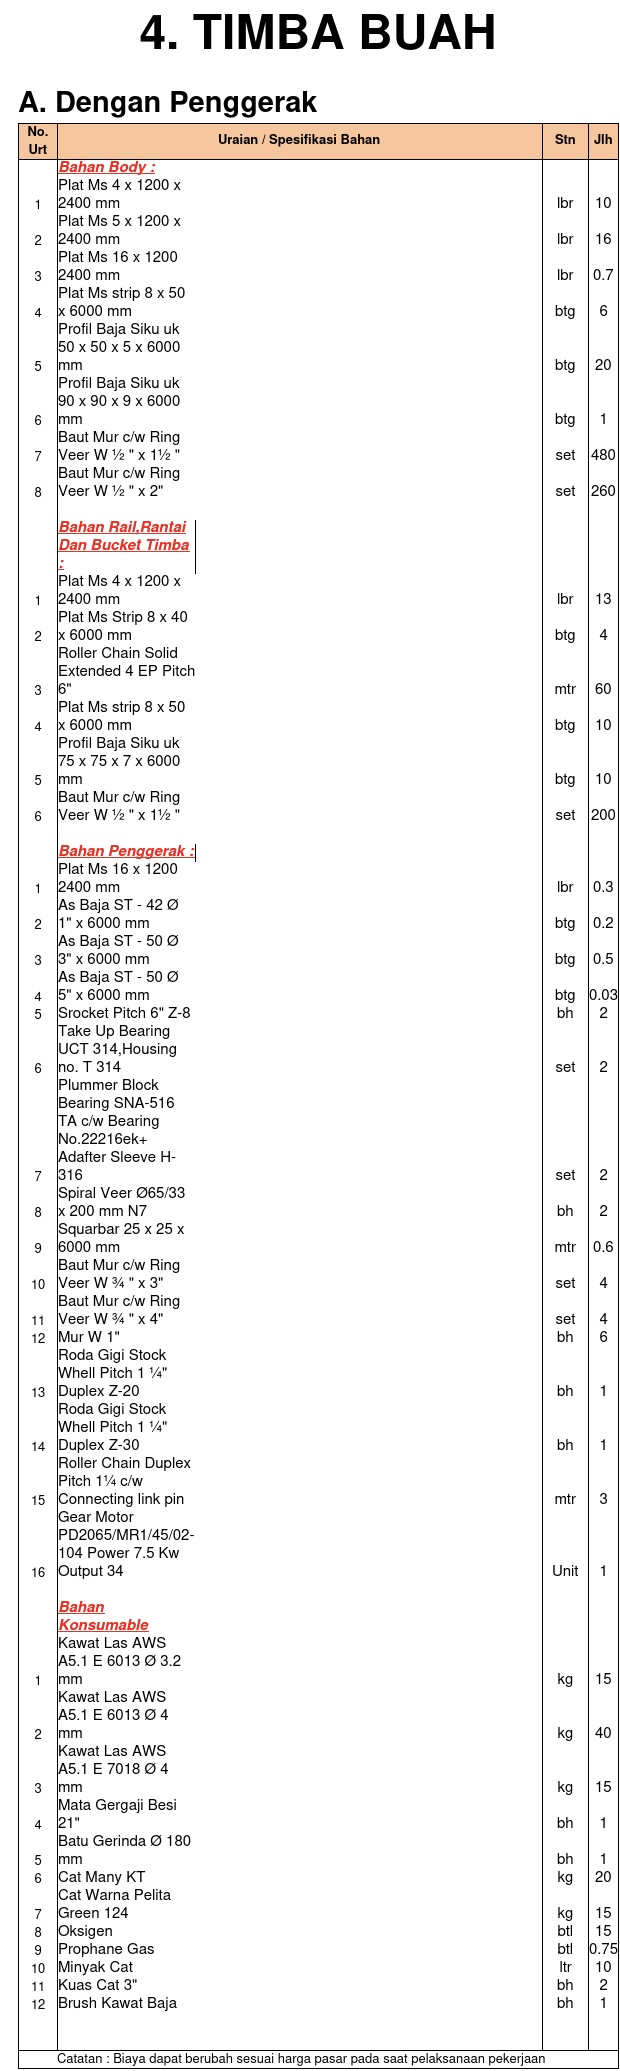 4. TIMBA BUAH
A. Dengan Penggerak
No. Urt Uraian / Spesifikasi Bahan Stn Jlh
Bahan Body :
Plat Ms 4 x 1200 x
1 2400 mm lbr 10
Plat Ms 5 x 1200 x
2 2400 mm lbr 16
Plat Ms 16 x 1200
3 2400 mm lbr 0.7
Plat Ms strip 8 x 50
4 x 6000 mm btg 6
Profil Baja Siku uk
50 x 50 x 5 x 6000
5 mm btg 20
Profil Baja Siku uk
90 x 90 x 9 x 6000
6 mm btg 1
Baut Mur c/w Ring
7 Veer W ½ " x 1½ " set 480
Baut Mur c/w Ring
8 Veer W ½ " x 2" set 260
Bahan Rail,Rantai
Dan Bucket Timba
:
Plat Ms 4 x 1200 x
1 2400 mm lbr 13
Plat Ms Strip 8 x 40
2 x 6000 mm btg 4
Roller Chain Solid
Extended 4 EP Pitch
3 6" mtr 60
Plat Ms strip 8 x 50
4 x 6000 mm btg 10
Profil Baja Siku uk
75 x 75 x 7 x 6000
5 mm btg 10
Baut Mur c/w Ring
6 Veer W ½ " x 1½ " set 200
Bahan Penggerak :
Plat Ms 16 x 1200
1 2400 mm lbr 0.3
As Baja ST - 42 Ø
2 1" x 6000 mm btg 0.2
As Baja ST - 50 Ø
3 3" x 6000 mm btg 0.5
As Baja ST - 50 Ø
4 5" x 6000 mm btg 0.03
5 Srocket Pitch 6" Z-8 bh 2
Take Up Bearing
UCT 314,Housing
6 no. T 314 set 2
Plummer Block
Bearing SNA-516
TA c/w Bearing
No.22216ek+
Adafter Sleeve H-
7 316 set 2
Spiral Veer Ø65/33
8 x 200 mm N7 bh 2
Squarbar 25 x 25 x
9 6000 mm mtr 0.6
Baut Mur c/w Ring
10 Veer W ¾ " x 3" set 4
Baut Mur c/w Ring
11 Veer W ¾ " x 4" set 4
12 Mur W 1" bh 6
Roda Gigi Stock
Whell Pitch 1 ¼"
13 Duplex Z-20 bh 1
Roda Gigi Stock
Whell Pitch 1 ¼"
14 Duplex Z-30 bh 1
Roller Chain Duplex
Pitch 1¼ c/w
15 Connecting link pin mtr 3
Gear Motor
PD2065/MR1/45/02-
104 Power 7.5 Kw
16 Output 34 Unit 1
Bahan
Konsumable
Kawat Las AWS
A5.1 E 6013 Ø 3.2
1 mm kg 15
Kawat Las AWS
A5.1 E 6013 Ø 4
2 mm kg 40
Kawat Las AWS
A5.1 E 7018 Ø 4
3 mm kg 15
Mata Gergaji Besi
4 21" bh 1
Batu Gerinda Ø 180
5 mm bh 1
6 Cat Many KT kg 20
Cat Warna Pelita
7 Green 124 kg 15
8 Oksigen btl 15
9 Prophane Gas btl 0.75
10 Minyak Cat ltr 10
11 Kuas Cat 3" bh 2
12 Brush Kawat Baja bh 1
Catatan : Biaya dapat berubah sesuai harga pasar pada saat pelaksanaan pekerjaan